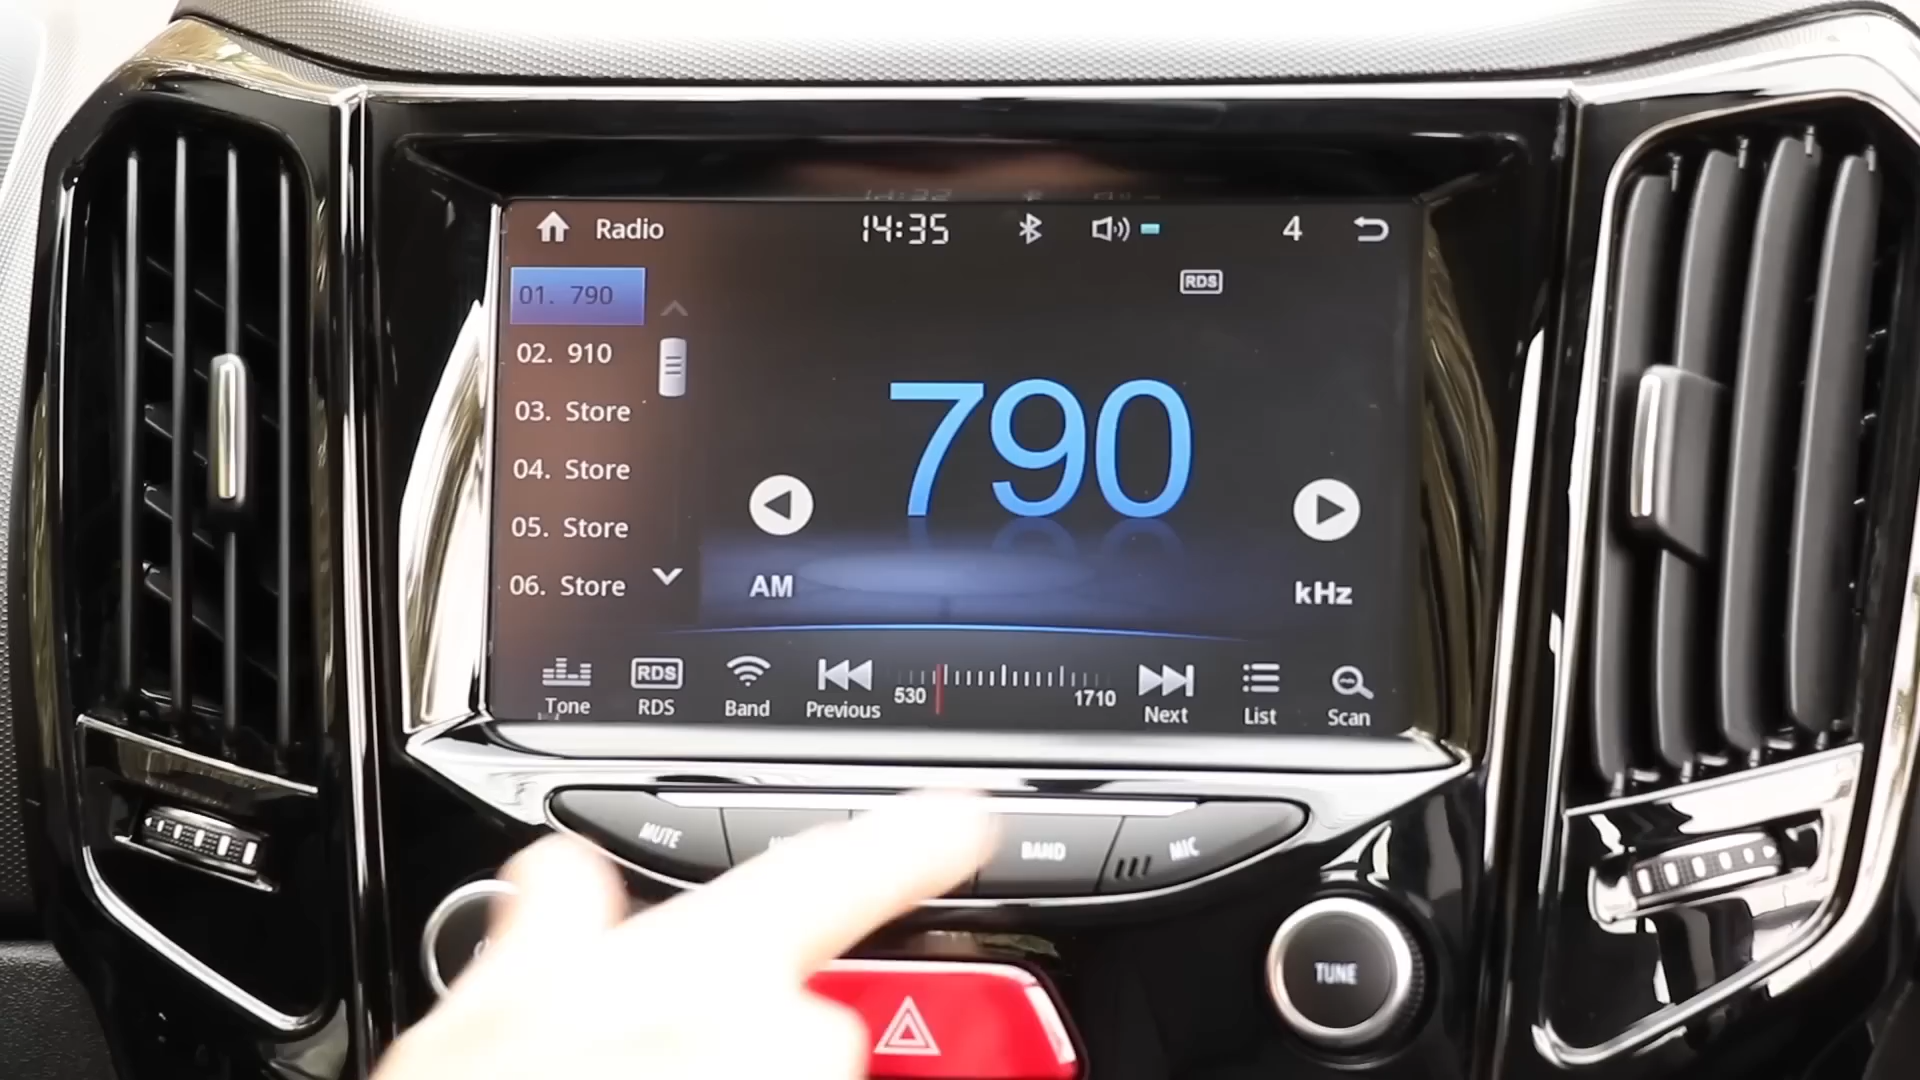 Radio 14:35 4
RDS
01. 790
02. 910
03. Store
04. Store
05. Store
06. Store
790
AM kHz
530 1710
Tone RDS Band Previous Next List Scan
RDS
MUTE BAND MIC
TUNE